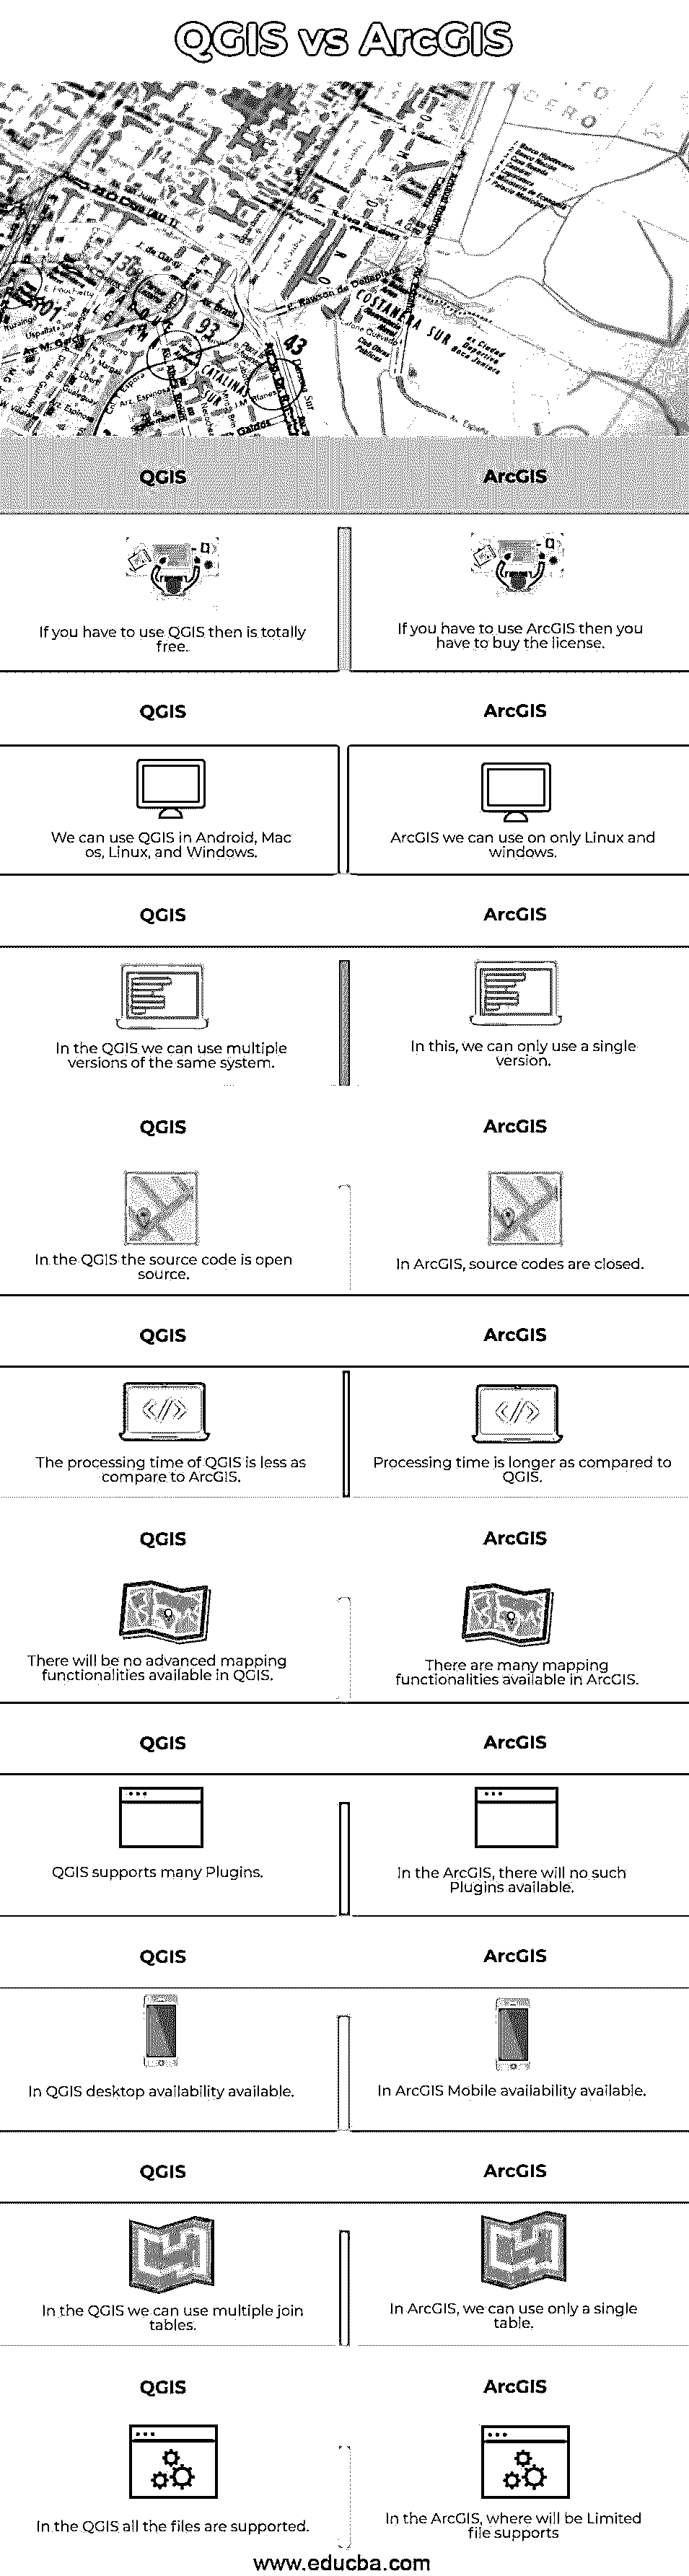 QGIS vs ArcGIS
COSTANERA SUR
CATALINAS
SUR
93
43
Av. Brasil
Av. España
QGIS
ArcGIS
If you have to use QGIS then is totally
free.
If you have to use ArcGIS then you
have to buy the license.
QGIS
ArcGIS
We can use QGIS in Android, Mac
os, Linux, and Windows.
ArcGIS we can use on only Linux and
windows.
QGIS
ArcGIS
In the QGIS we can use multiple
versions of the same system.
In this, we can only use a single
version.
QGIS
ArcGIS
In the QGIS the source code is open
source.
In ArcGIS, source codes are closed.
QGIS
ArcGIS
The processing time of QGIS is less as
compare to ArcGIS.
Processing time is longer as compared to
QGIS.
QGIS
ArcGIS
There will be no advanced mapping
functionalities available in QGIS.
There are many mapping
functionalities available in ArcGIS.
QGIS
ArcGIS
QGIS supports many Plugins.
In the ArcGIS, there will no such
Plugins available.
QGIS
ArcGIS
In QGIS desktop availability available.
In ArcGIS Mobile availability available.
QGIS
ArcGIS
In the QGIS we can use multiple join
tables.
In ArcGIS, we can use only a single
table.
QGIS
ArcGIS
In the QGIS all the files are supported.
In the ArcGIS, where will be Limited
file supports
www.educba.com